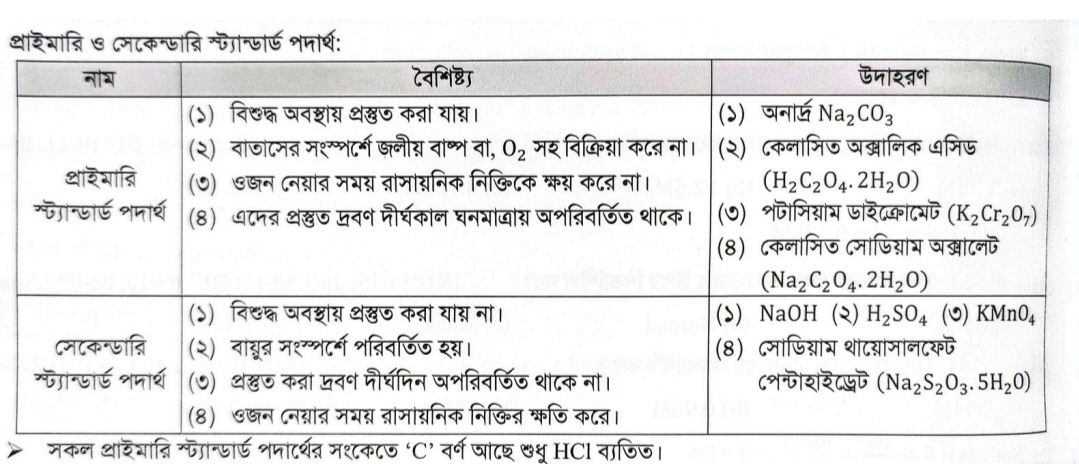 প্রাইমারি ও সেকেন্ডারি স্ট্যান্ডার্ড পদার্থ:
নাম বৈশিষ্ট্য উদাহরণ
প্রাইমারি
স্ট্যান্ডার্ড পদার্থ
(১) বিশুদ্ধ অবস্থায় প্রস্তুত করা যায়।
(২) বাতাসের সংস্পর্শে জ্বলীয় বাষ্প বা, O₂ সহ বিক্রিয়া করে না।
(৩) ওজন নেয়ার সময় রাসায়নিক নিক্তিকে ক্ষয় করে না।
(৪) এদের প্রস্তুত দ্রবণ দীর্ঘকাল ঘনমাত্রায় অপরিবর্তিত থাকে।
(১) অনার্দ্র Na₂CO₃
(২) কেলাসিত অক্সালিক এসিড
(H₂C₂O₄. 2H₂O)
(৩) পটাসিয়াম ডাইক্রোমেট (K₂Cr₂O₇)
(৪) কেলাসিত সোডিয়াম অক্সালেট
(Na₂C₂O₄. 2H₂O)
সেকেন্ডারি
স্ট্যান্ডার্ড পদার্থ
(১) বিশুদ্ধ অবস্থায় প্রস্তুত করা যায় না।
(২) বায়ুর সংস্পর্শে পরিবর্তিত হয়।
(৩) প্রস্তুত করা দ্রবণ দীর্ঘদিন অপরিবর্তিত থাকে না।
(৪) ওজন নেয়ার সময় রাসায়নিক নিক্তির ক্ষতি করে।
(১) NaOH (২) H₂SO₄ (৩) KMn0₄
(৪) সোডিয়াম থায়োসালফেট
পেন্টাহাইড্রেট (Na₂S₂O₃. 5H₂0)
➤ সকল প্রাইমারি স্ট্যান্ডার্ড পদার্থের সংকেতে ‘C’ বর্ণ আছে শুধু HCl ব্যতিত।